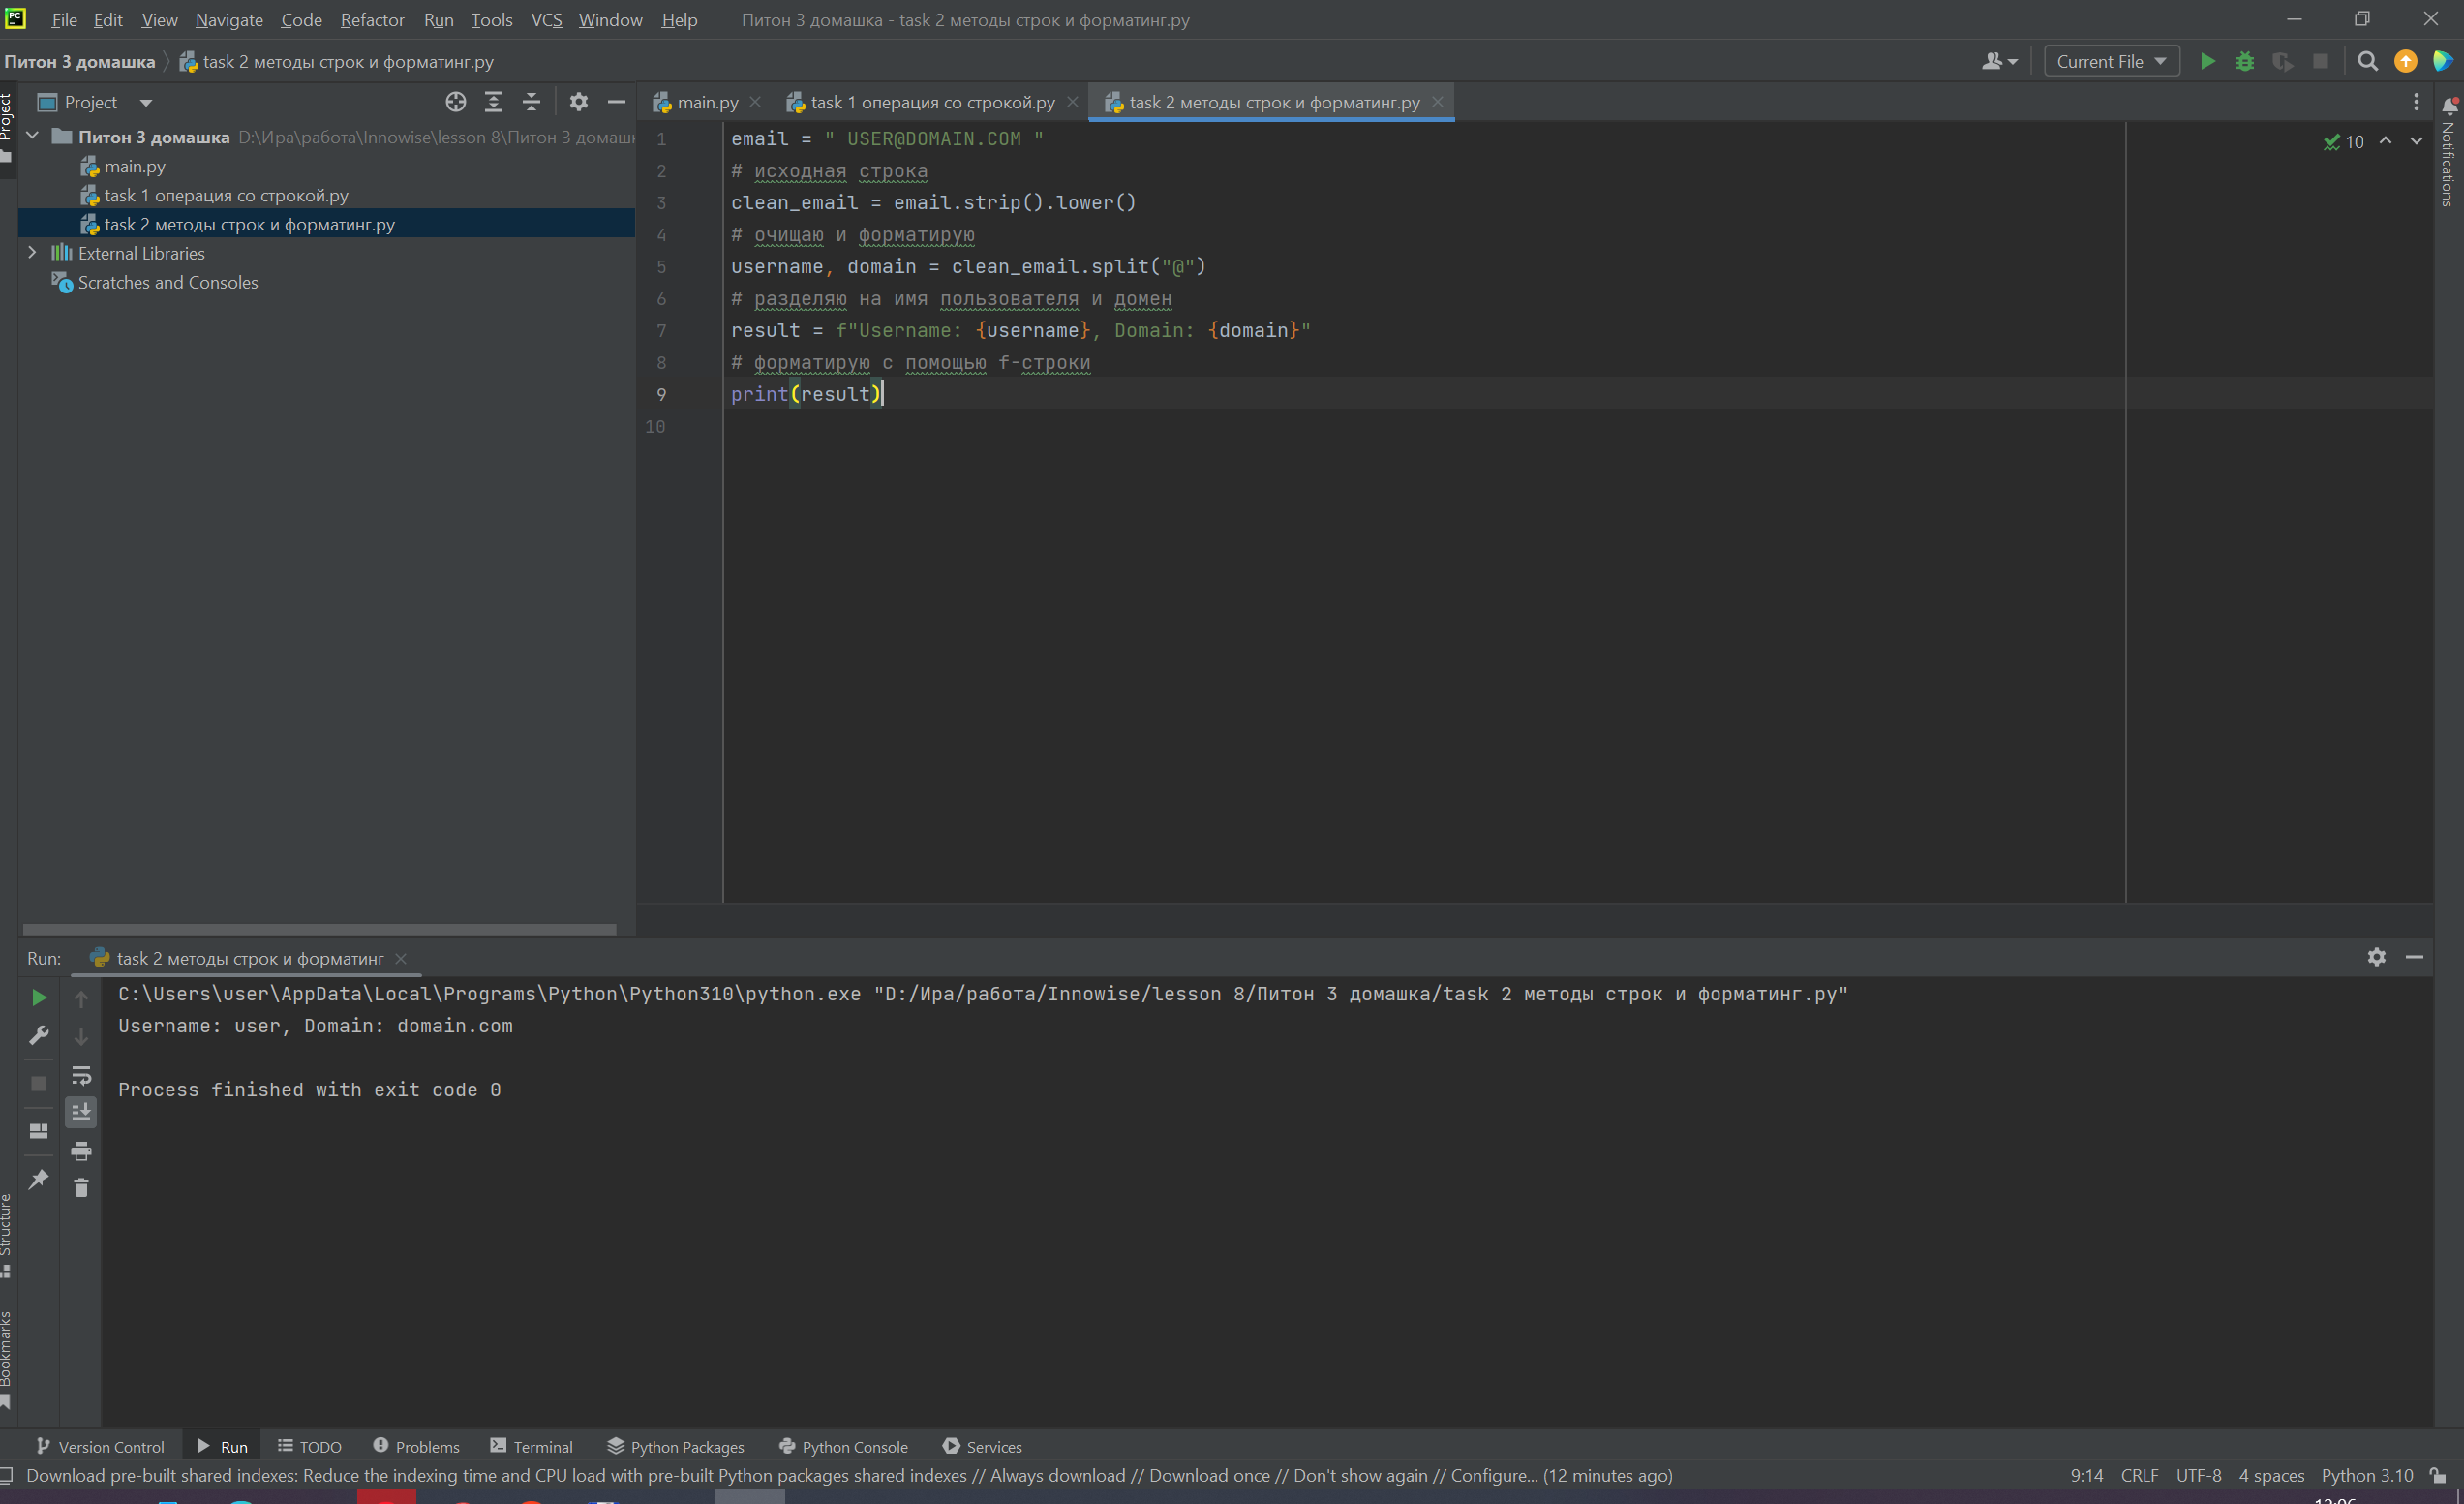 PC File Edit View Navigate Code Refactor Run Tools VCS Window Help Питон 3 домашка - task 2 методы строк и форматинг.py
Питон 3 домашка task 2 методы строк и форматинг.py Current File
Project main.py task 1 операция со строкой.py task 2 методы строк и форматинг.py
Project
Notifications
Питон 3 домашка D:\Ира\работа\Innowise\lesson 8\Питон 3 домашк
main.py
task 1 операция со строкой.py
task 2 методы строк и форматинг.py
External Libraries
Scratches and Consoles
10
1 email = " USER@DOMAIN.COM "
2 # исходная строка
3 clean_email = email.strip().lower()
4 # очищаю и форматирую
5 username, domain = clean_email.split("@")
6 # разделяю на имя пользователя и домен
7 result = f"Username: {username}, Domain: {domain}"
8 # форматирую с помощью f-строки
9 print(result)
10
Run: task 2 методы строк и форматинг
C:\Users\user\AppData\Local\Programs\Python\Python310\python.exe "D:/Ира/работа/Innowise/lesson 8/Питон 3 домашка/task 2 методы строк и форматинг.py"
Username: user, Domain: domain.com
Process finished with exit code 0
Structure
Bookmarks
Version Control Run TODO Problems Terminal Python Packages Python Console Services
Download pre-built shared indexes: Reduce the indexing time and CPU load with pre-built Python packages shared indexes // Always download // Download once // Don't show again // Configure... (12 minutes ago) 9:14 CRLF UTF-8 4 spaces Python 3.10